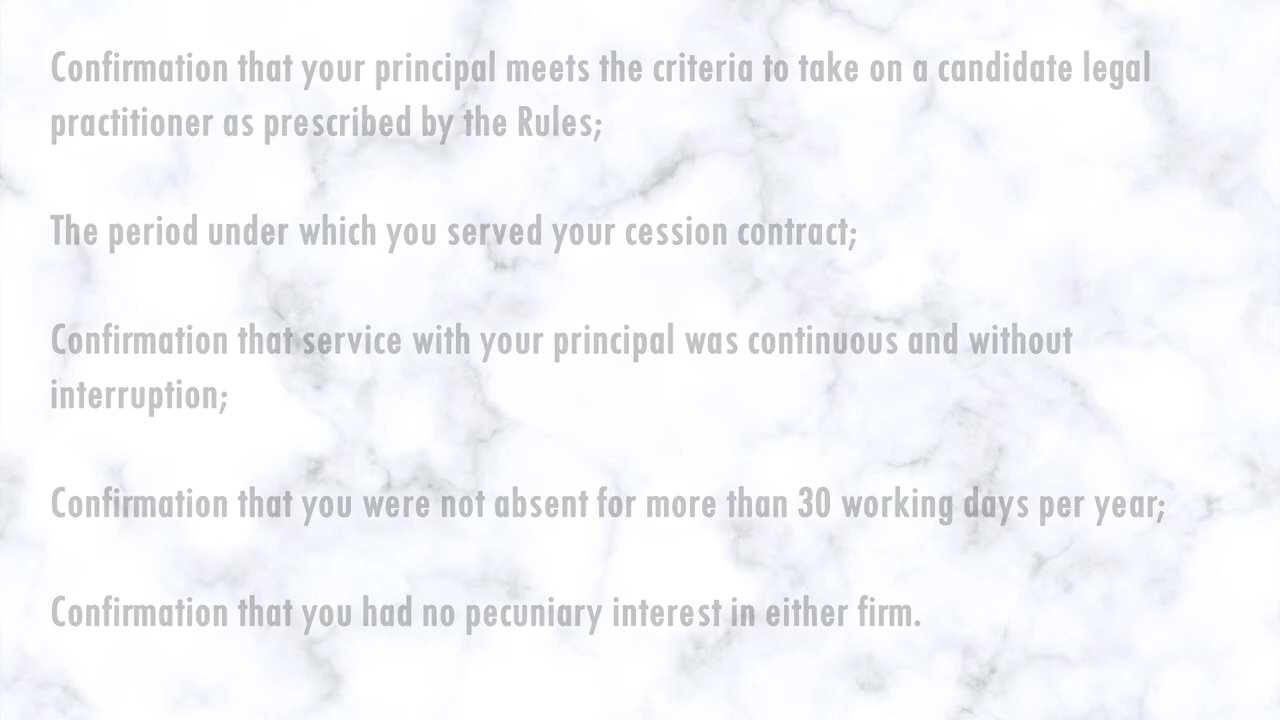 Confirmation that your principal meets the criteria to take on a candidate legal
practitioner as prescribed by the Rules;
The period under which you served your cession contract;
Confirmation that service with your principal was continuous and without
interruption;
Confirmation that you were not absent for more than 30 working days per year;
Confirmation that you had no pecuniary interest in either firm.